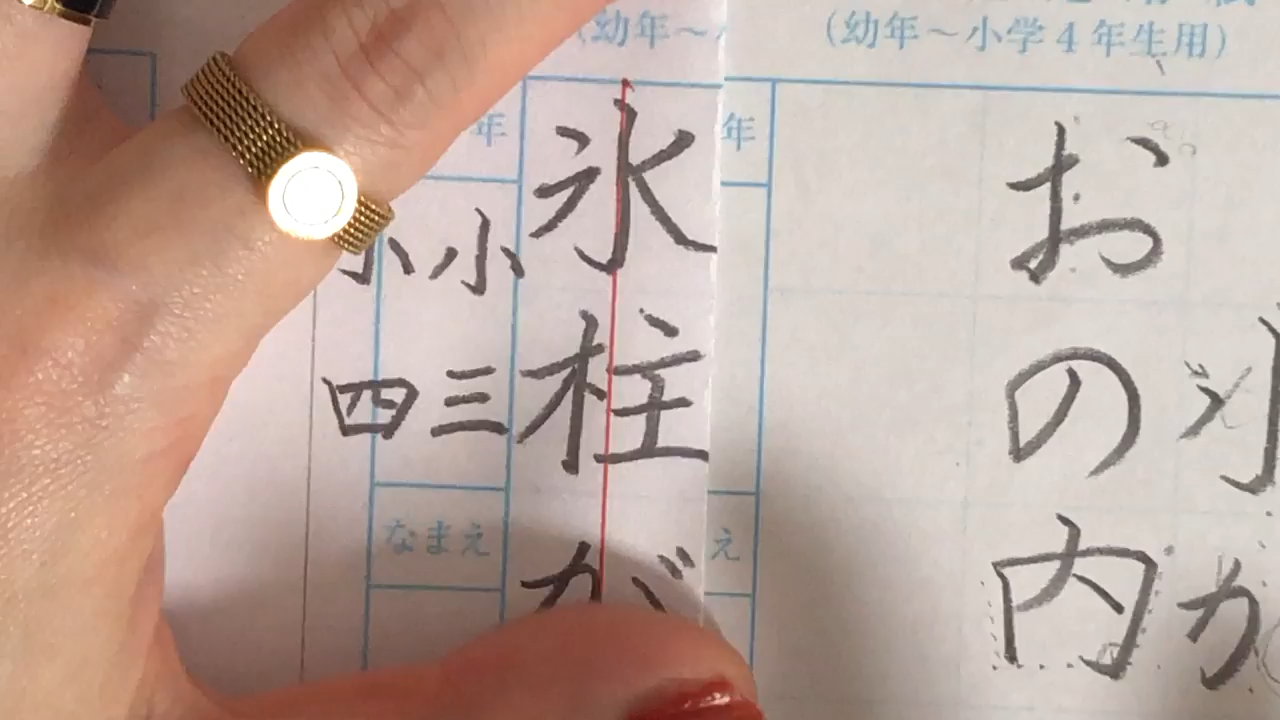 (幼年～
(幼年～小学4年生用)
年
年
氷柱が
小三
小四
なまえ
え
おの内
か